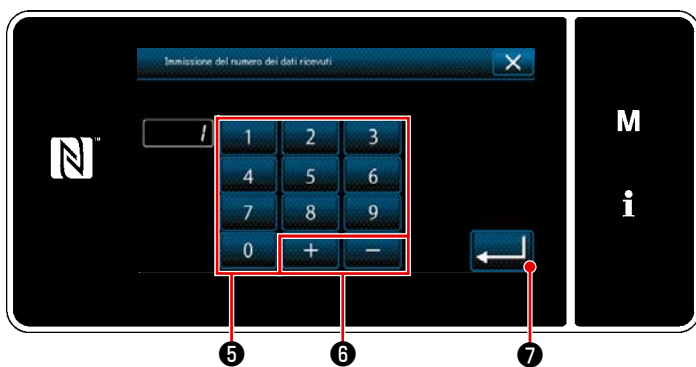 Immissione del numero dei dati ricevuti
1
1 2 3
4 5 6
7 8 9
0 + −
M
i
N™
❺ ❻ ❼